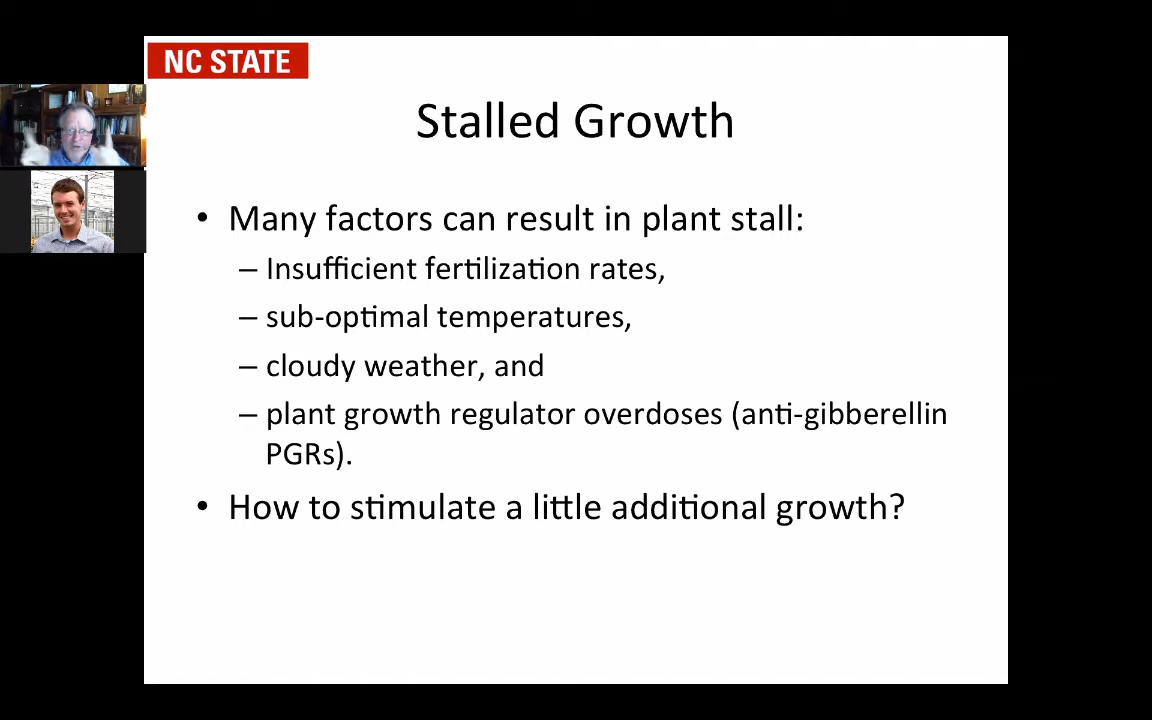 NC STATE
Stalled Growth
• Many factors can result in plant stall:
– Insufficient fertilization rates,
– sub-optimal temperatures,
– cloudy weather, and
– plant growth regulator overdoses (anti-gibberellin
PGRs).
• How to stimulate a little additional growth?